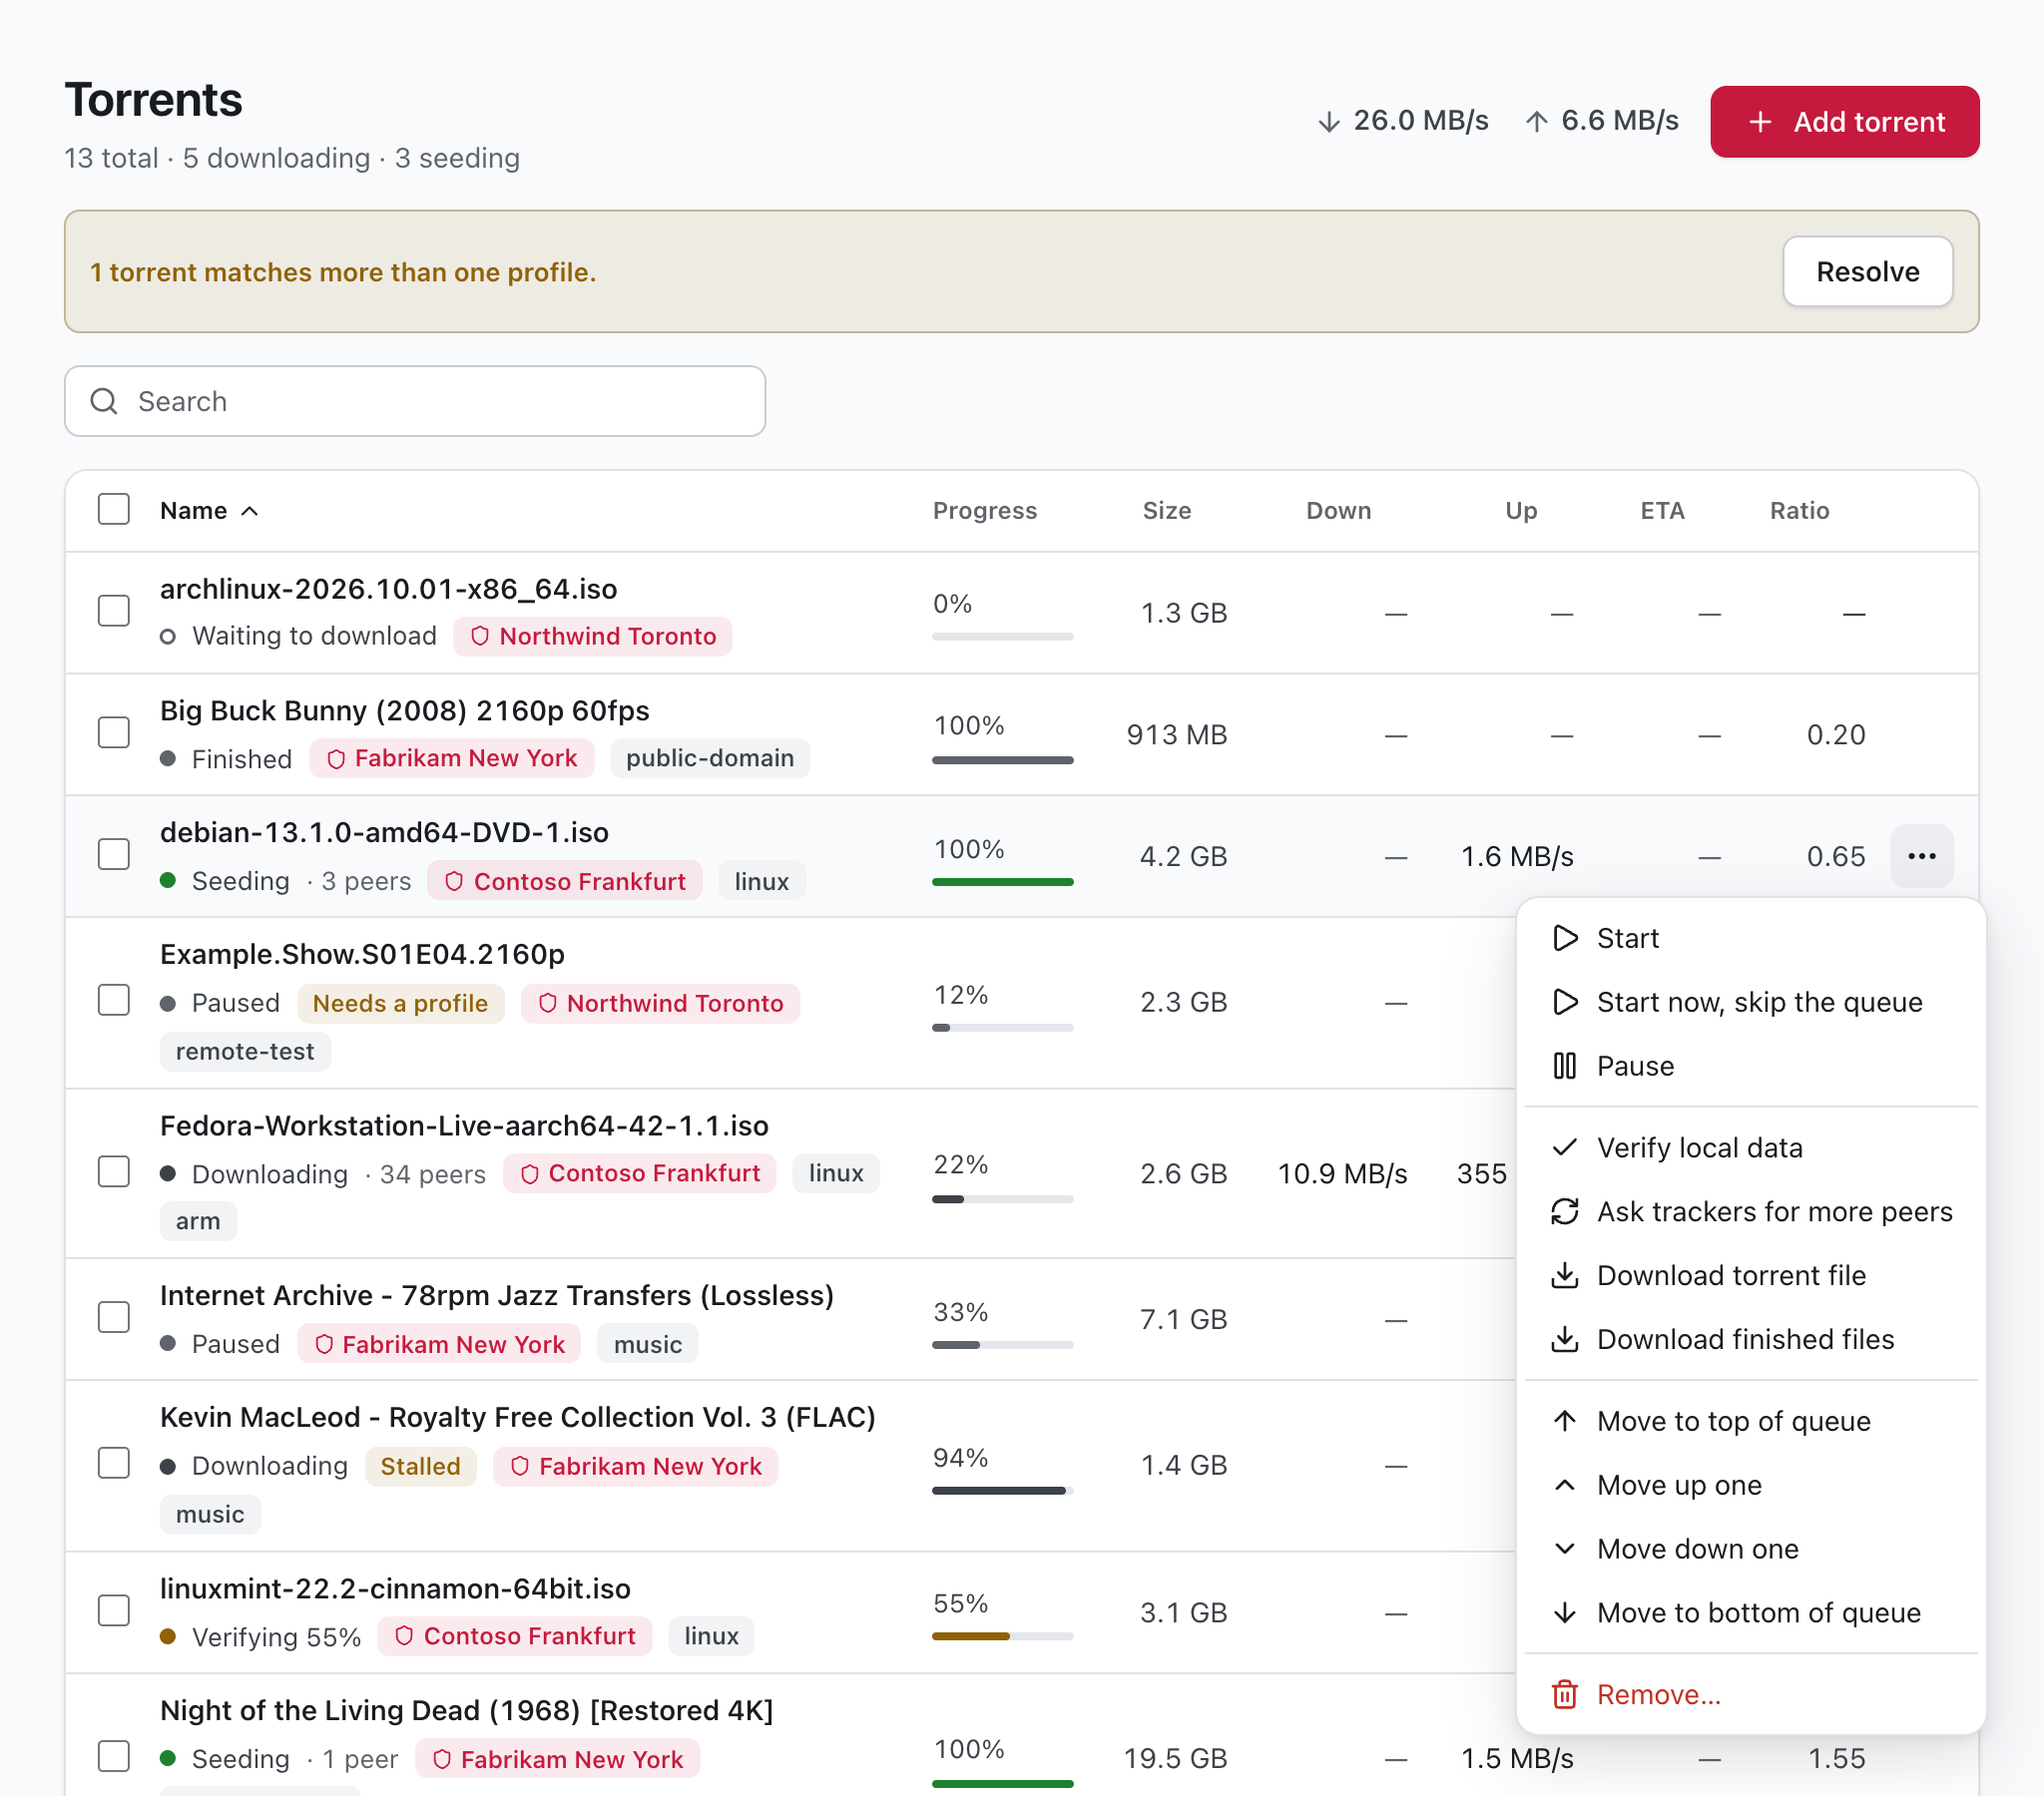 Torrents
13 total · 5 downloading · 3 seeding
26.0 MB/s 6.6 MB/s Add torrent
1 torrent matches more than one profile. Resolve
Search
Name Progress Size Down Up ETA Ratio
archlinux-2026.10.01-x86_64.iso
Waiting to download Northwind Toronto
0% 1.3 GB — — — —
Big Buck Bunny (2008) 2160p 60fps
Finished Fabrikam New York public-domain
100% 913 MB — — — 0.20
debian-13.1.0-amd64-DVD-1.iso
Seeding · 3 peers Contoso Frankfurt linux
100% 4.2 GB — 1.6 MB/s — 0.65
Example.Show.S01E04.2160p
Paused Needs a profile Northwind Toronto
remote-test
12% 2.3 GB —
Fedora-Workstation-Live-aarch64-42-1.1.iso
Downloading · 34 peers Contoso Frankfurt linux
arm
22% 2.6 GB 10.9 MB/s 355
Internet Archive - 78rpm Jazz Transfers (Lossless)
Paused Fabrikam New York music
33% 7.1 GB —
Kevin MacLeod - Royalty Free Collection Vol. 3 (FLAC)
Downloading Stalled Fabrikam New York
music
94% 1.4 GB —
linuxmint-22.2-cinnamon-64bit.iso
Verifying 55% Contoso Frankfurt linux
55% 3.1 GB —
Night of the Living Dead (1968) [Restored 4K]
Seeding · 1 peer Fabrikam New York
100% 19.5 GB — 1.5 MB/s — 1.55
Start
Start now, skip the queue
Pause
Verify local data
Ask trackers for more peers
Download torrent file
Download finished files
Move to top of queue
Move up one
Move down one
Move to bottom of queue
Remove...